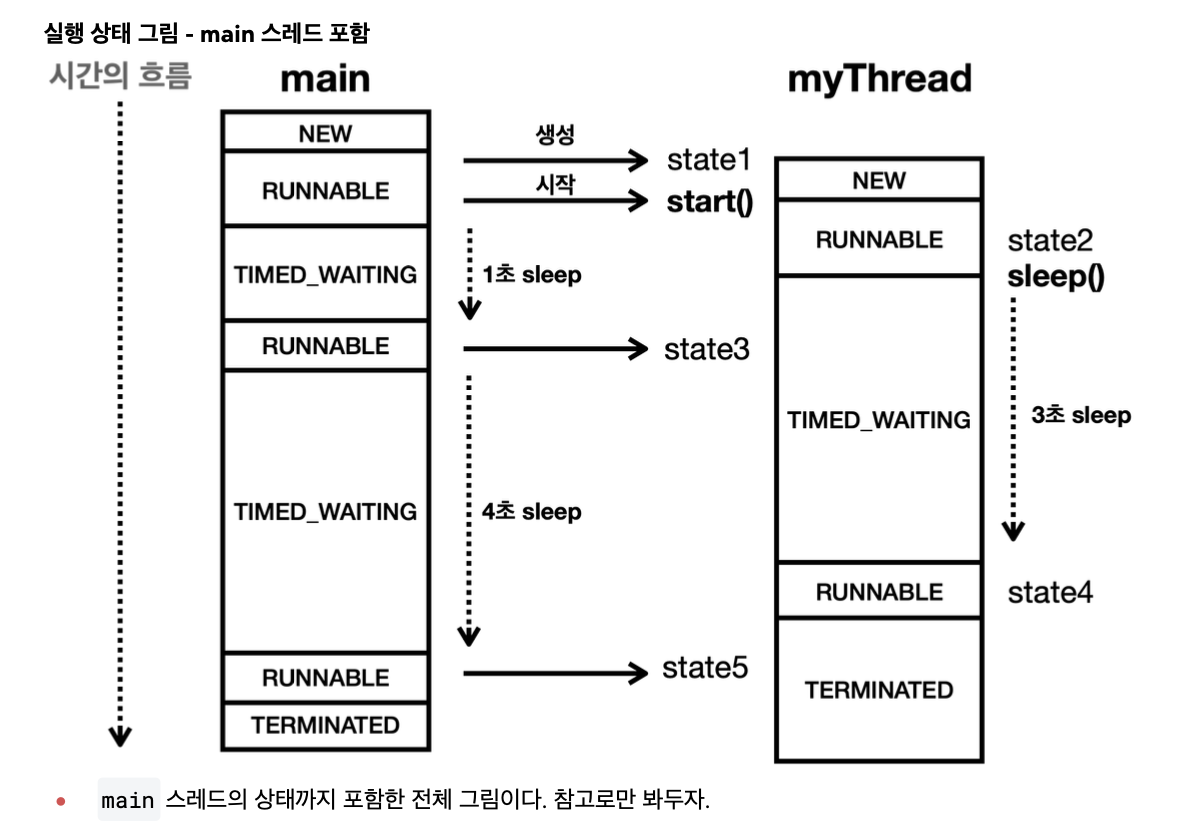 실행 상태 그림 - main 스레드 포함
시간의 흐름
main
myThread
NEW
생성
state1
RUNNABLE
시작
start()
NEW
RUNNABLE
state2
sleep()
TIMED_WAITING
1초 sleep
RUNNABLE
state3
TIMED_WAITING
3초 sleep
TIMED_WAITING
4초 sleep
RUNNABLE
state4
RUNNABLE
state5
TERMINATED
TERMINATED
• main 스레드의 상태까지 포함한 전체 그림이다. 참고로만 봐두자.